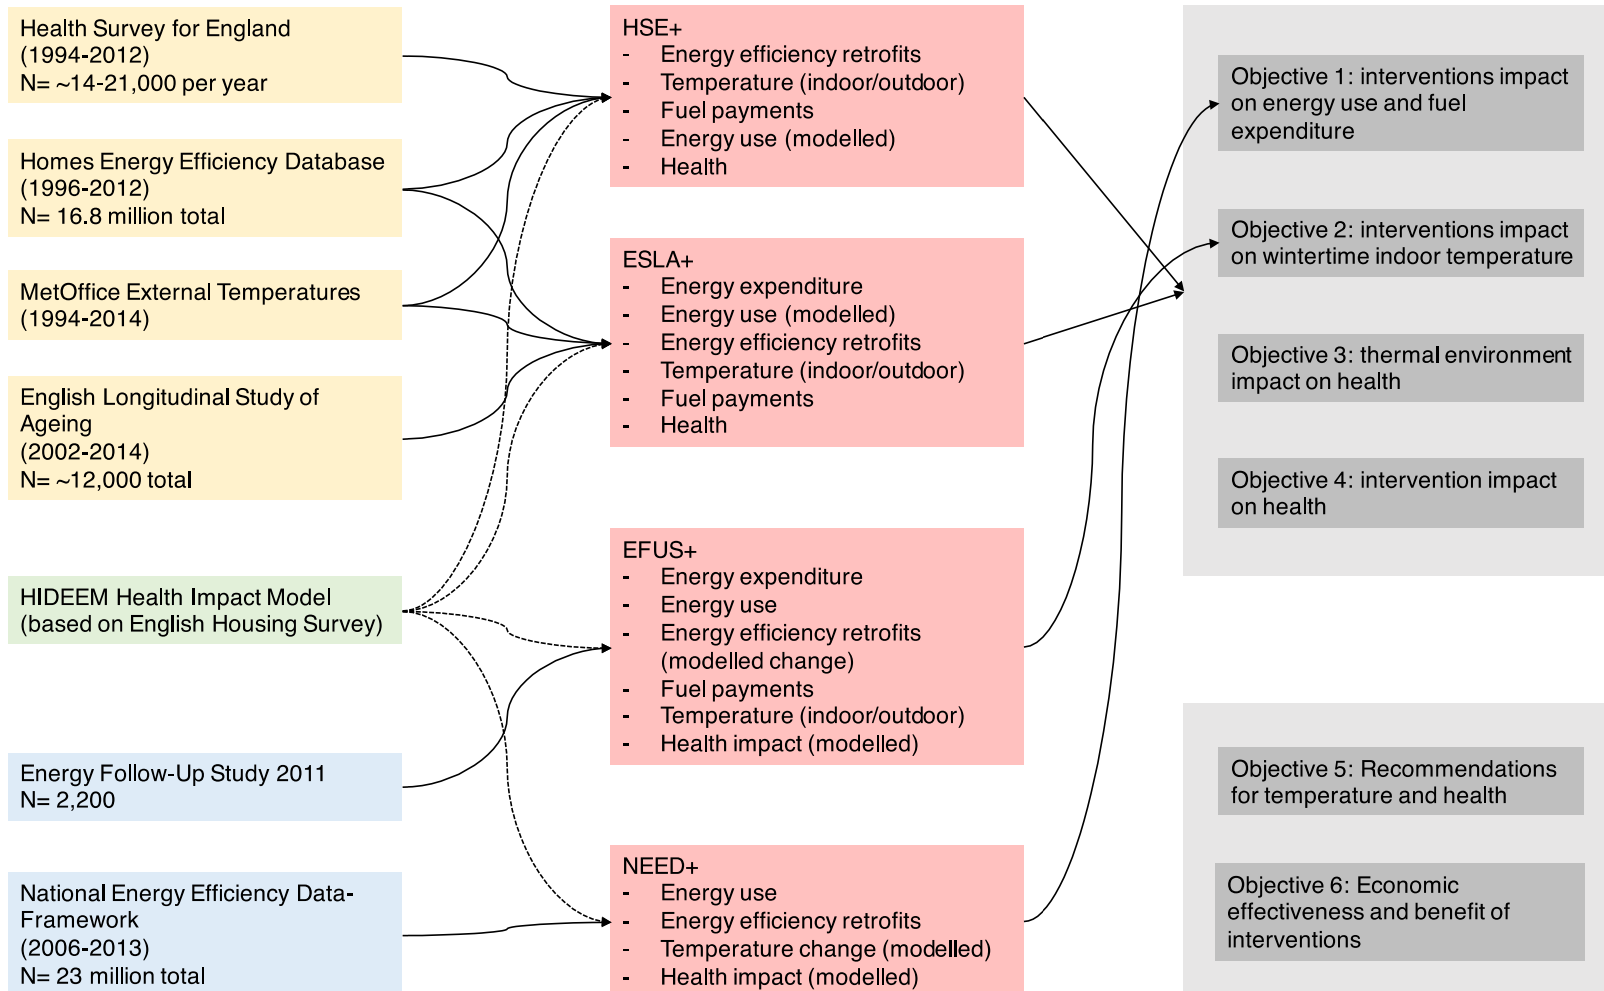 Health Survey for England
(1994-2012)
N= ~14-21,000 per year
Homes Energy Efficiency Database
(1996-2012)
N= 16.8 million total
MetOffice External Temperatures
(1994-2014)
English Longitudinal Study of
Ageing
(2002-2014)
N= ~12,000 total
HIDEEM Health Impact Model
(based on English Housing Survey)
Energy Follow-Up Study 2011
N= 2,200
National Energy Efficiency Data-
Framework
(2006-2013)
N= 23 million total
HSE+
- Energy efficiency retrofits
- Temperature (indoor/outdoor)
- Fuel payments
- Energy use (modelled)
- Health
ESLA+
- Energy expenditure
- Energy use (modelled)
- Energy efficiency retrofits
- Temperature (indoor/outdoor)
- Fuel payments
- Health
EFUS+
- Energy expenditure
- Energy use
- Energy efficiency retrofits
(modelled change)
- Fuel payments
- Temperature (indoor/outdoor)
- Health impact (modelled)
NEED+
- Energy use
- Energy efficiency retrofits
- Temperature change (modelled)
- Health impact (modelled)
Objective 1: interventions impact
on energy use and fuel
expenditure
Objective 2: interventions impact
on wintertime indoor temperature
Objective 3: thermal environment
impact on health
Objective 4: intervention impact
on health
Objective 5: Recommendations
for temperature and health
Objective 6: Economic
effectiveness and benefit of
interventions